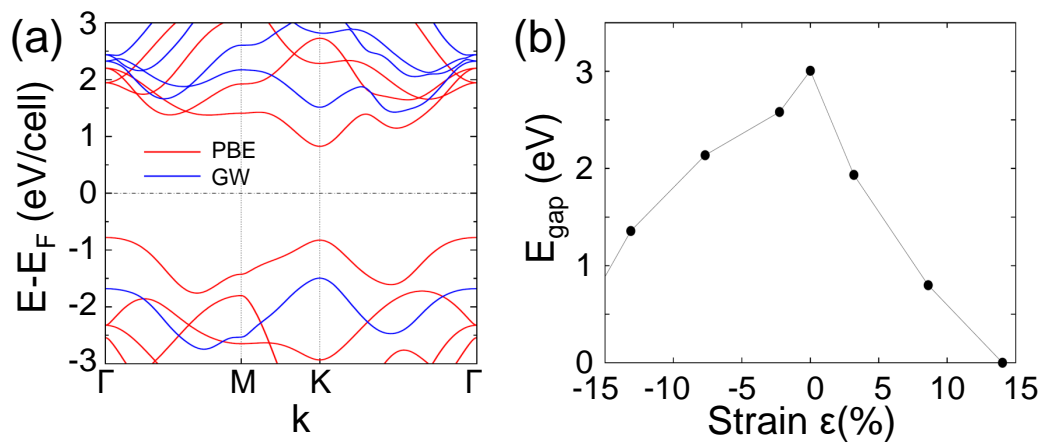 (a)
E-E_F (eV/cell)
3
2
1
0
-1
-2
-3
PBE
GW
Γ M K Γ
k
(b)
E_gap (eV)
3
2
1
0
-15 -10 -5 0 5 10 15
Strain ε(%)